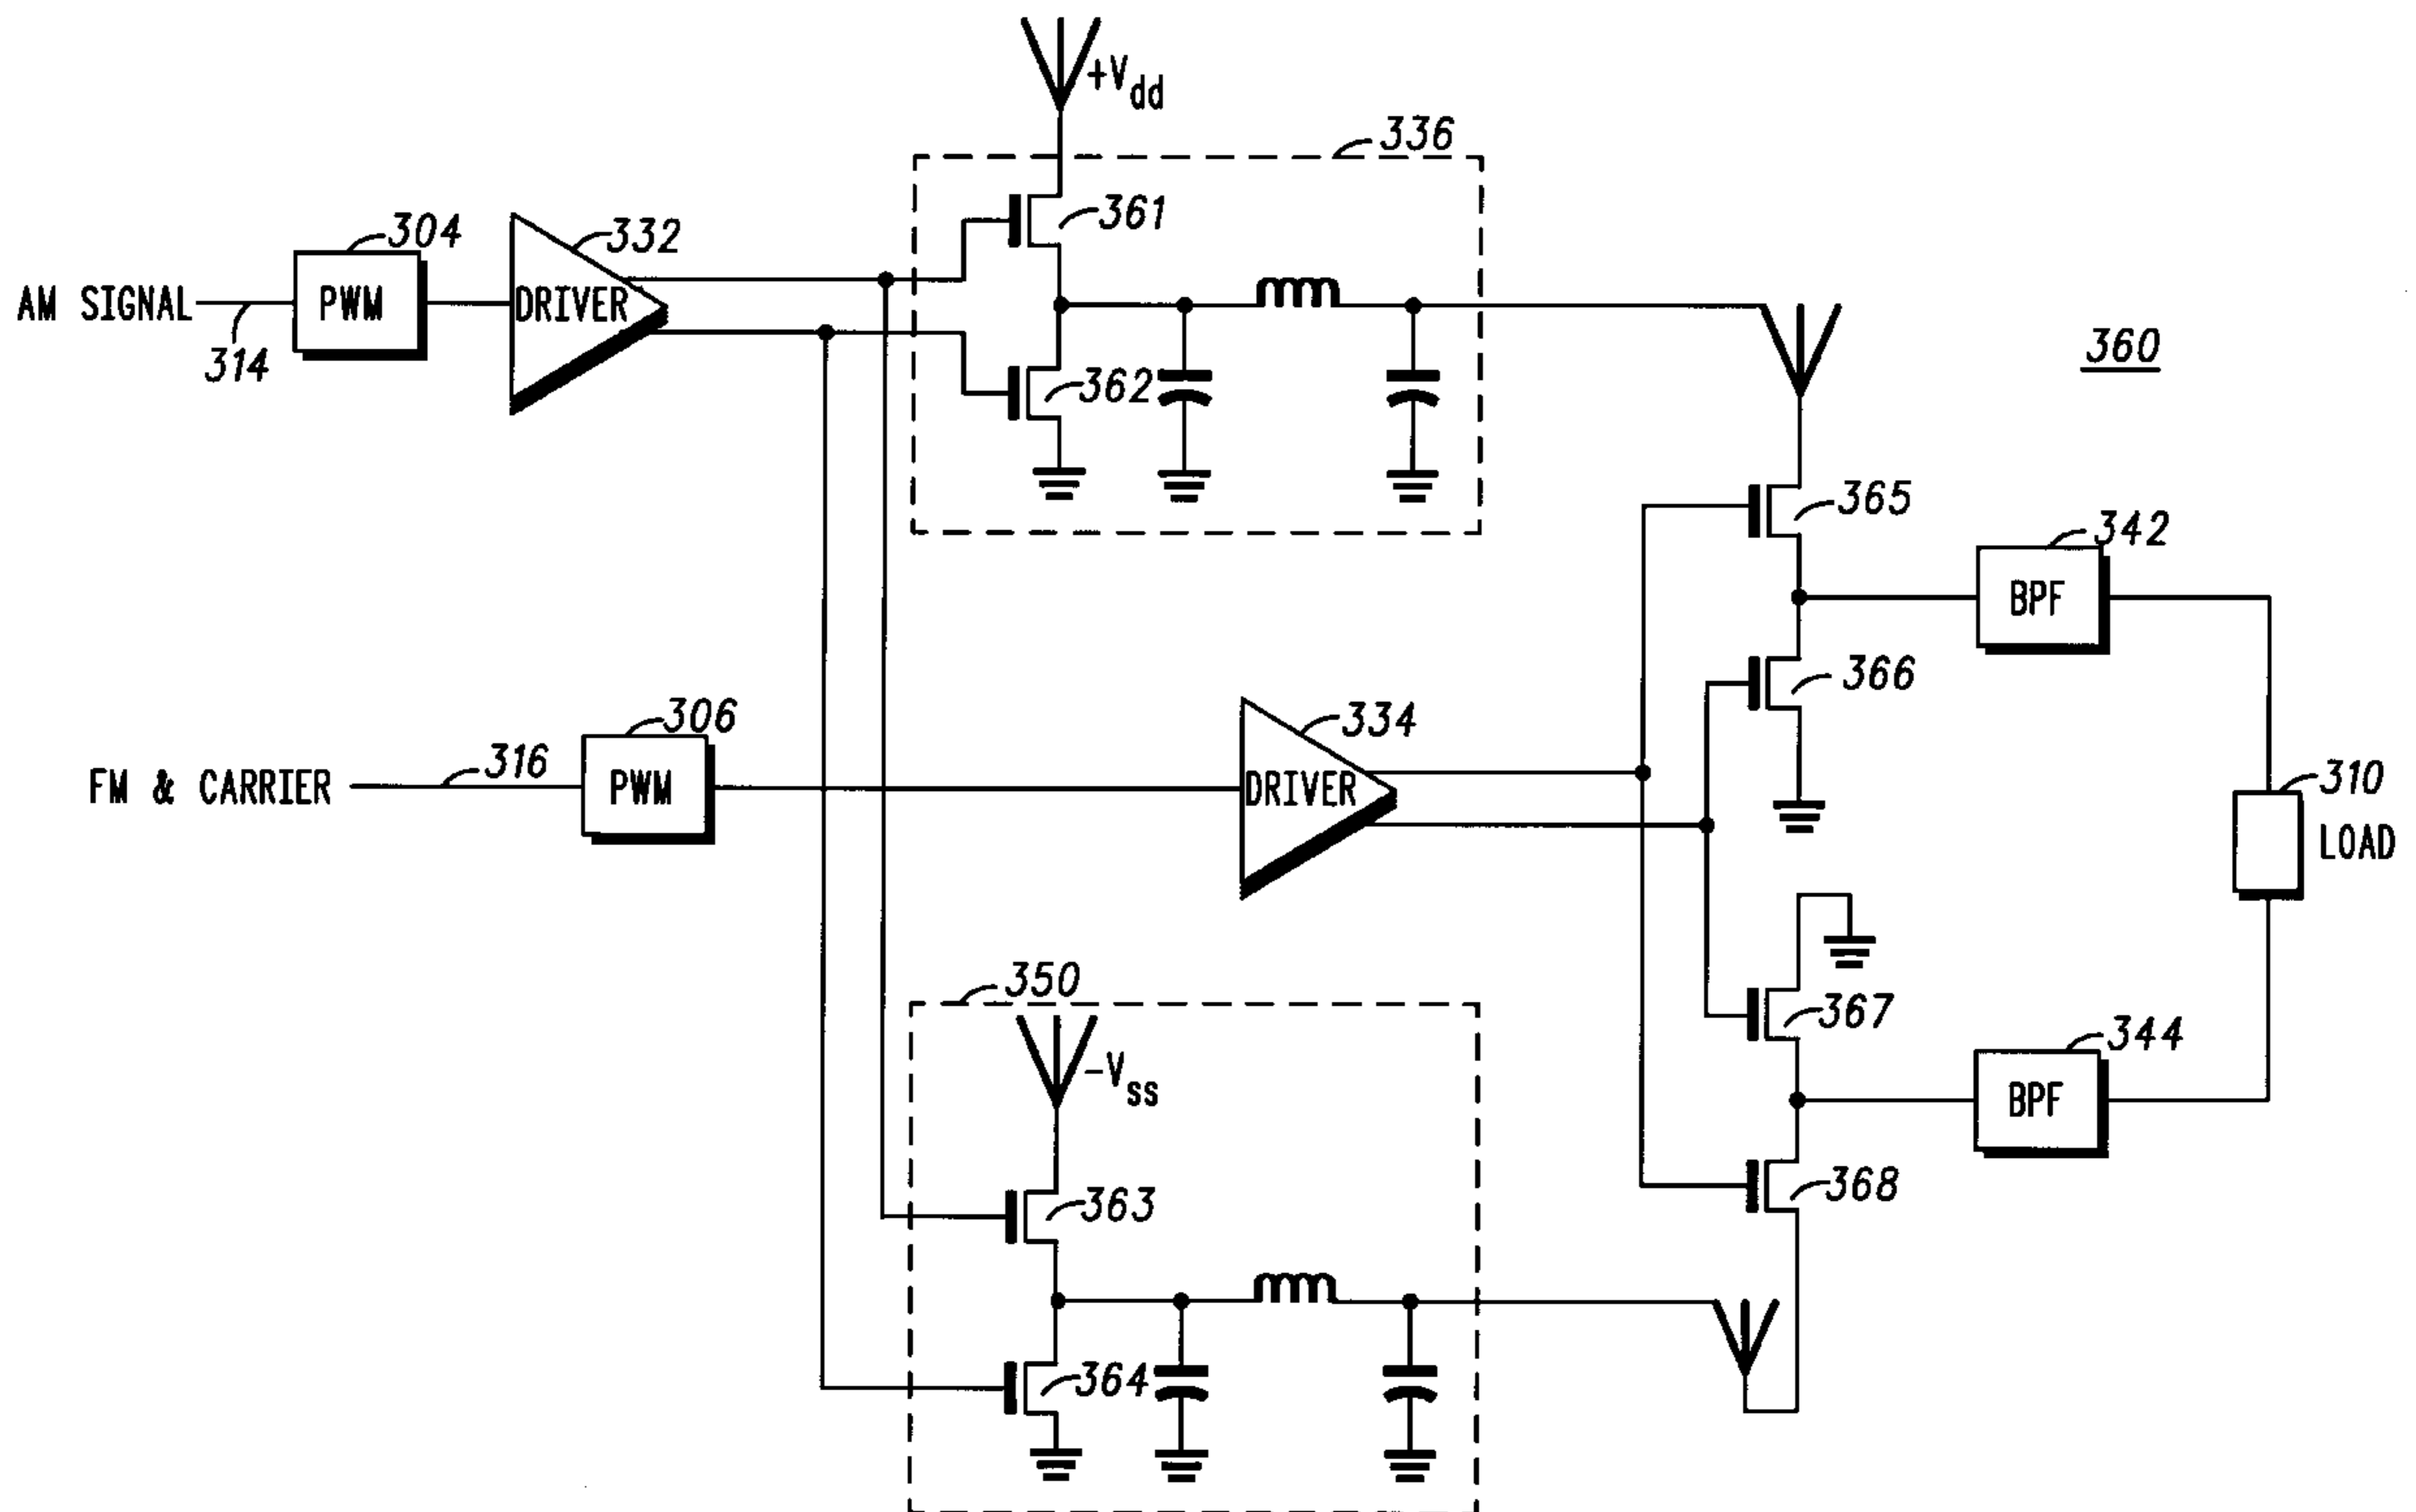 +Vdd
336
304
332
361
AM SIGNAL
PWM
DRIVER
314
362
360
365
342
BPF
366
306
334
316
FM & CARRIER
PWM
DRIVER
310
LOAD
350
367
-Vss
344
BPF
363
368
364